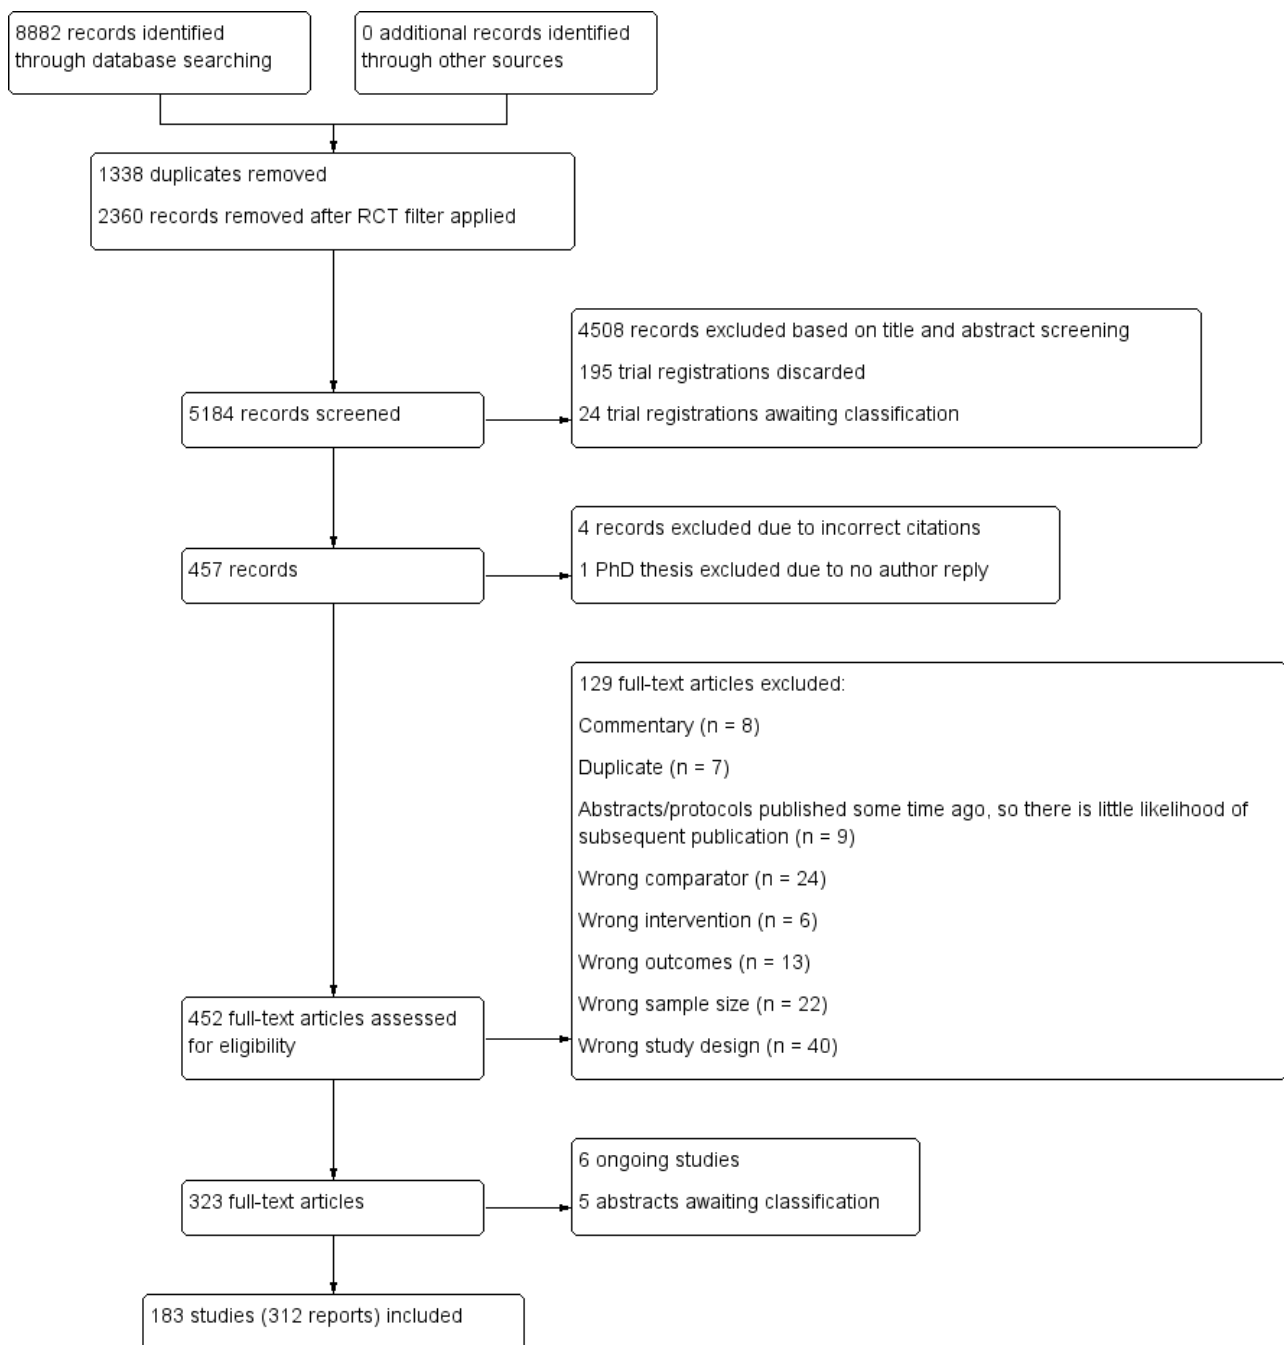 8882 records identified
through database searching
0 additional records identified
through other sources
1338 duplicates removed
2360 records removed after RCT filter applied
4508 records excluded based on title and abstract screening
195 trial registrations discarded
24 trial registrations awaiting classification
5184 records screened
4 records excluded due to incorrect citations
1 PhD thesis excluded due to no author reply
457 records
129 full-text articles excluded:
Commentary (n = 8)
Duplicate (n = 7)
Abstracts/protocols published some time ago, so there is little likelihood of
subsequent publication (n = 9)
Wrong comparator (n = 24)
Wrong intervention (n = 6)
Wrong outcomes (n = 13)
Wrong sample size (n = 22)
Wrong study design (n = 40)
452 full-text articles assessed
for eligibility
6 ongoing studies
5 abstracts awaiting classification
323 full-text articles
183 studies (312 reports) included